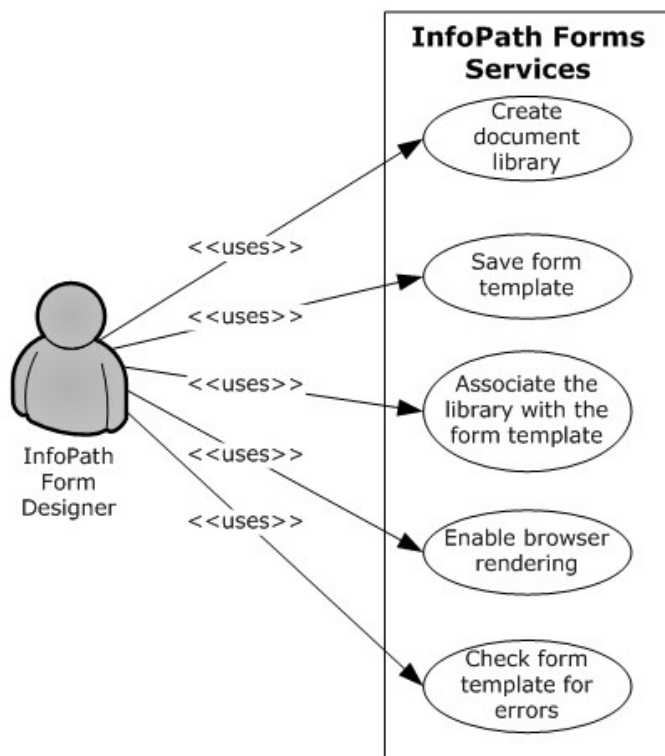 InfoPath Forms
Services
Create
document
library
<<uses>>
Save form
template
<<uses>>
Associate the
library with the
form template
<<uses>>
InfoPath
Form
Designer
<<uses>>
Enable browser
rendering
<<uses>>
Check form
template for
errors